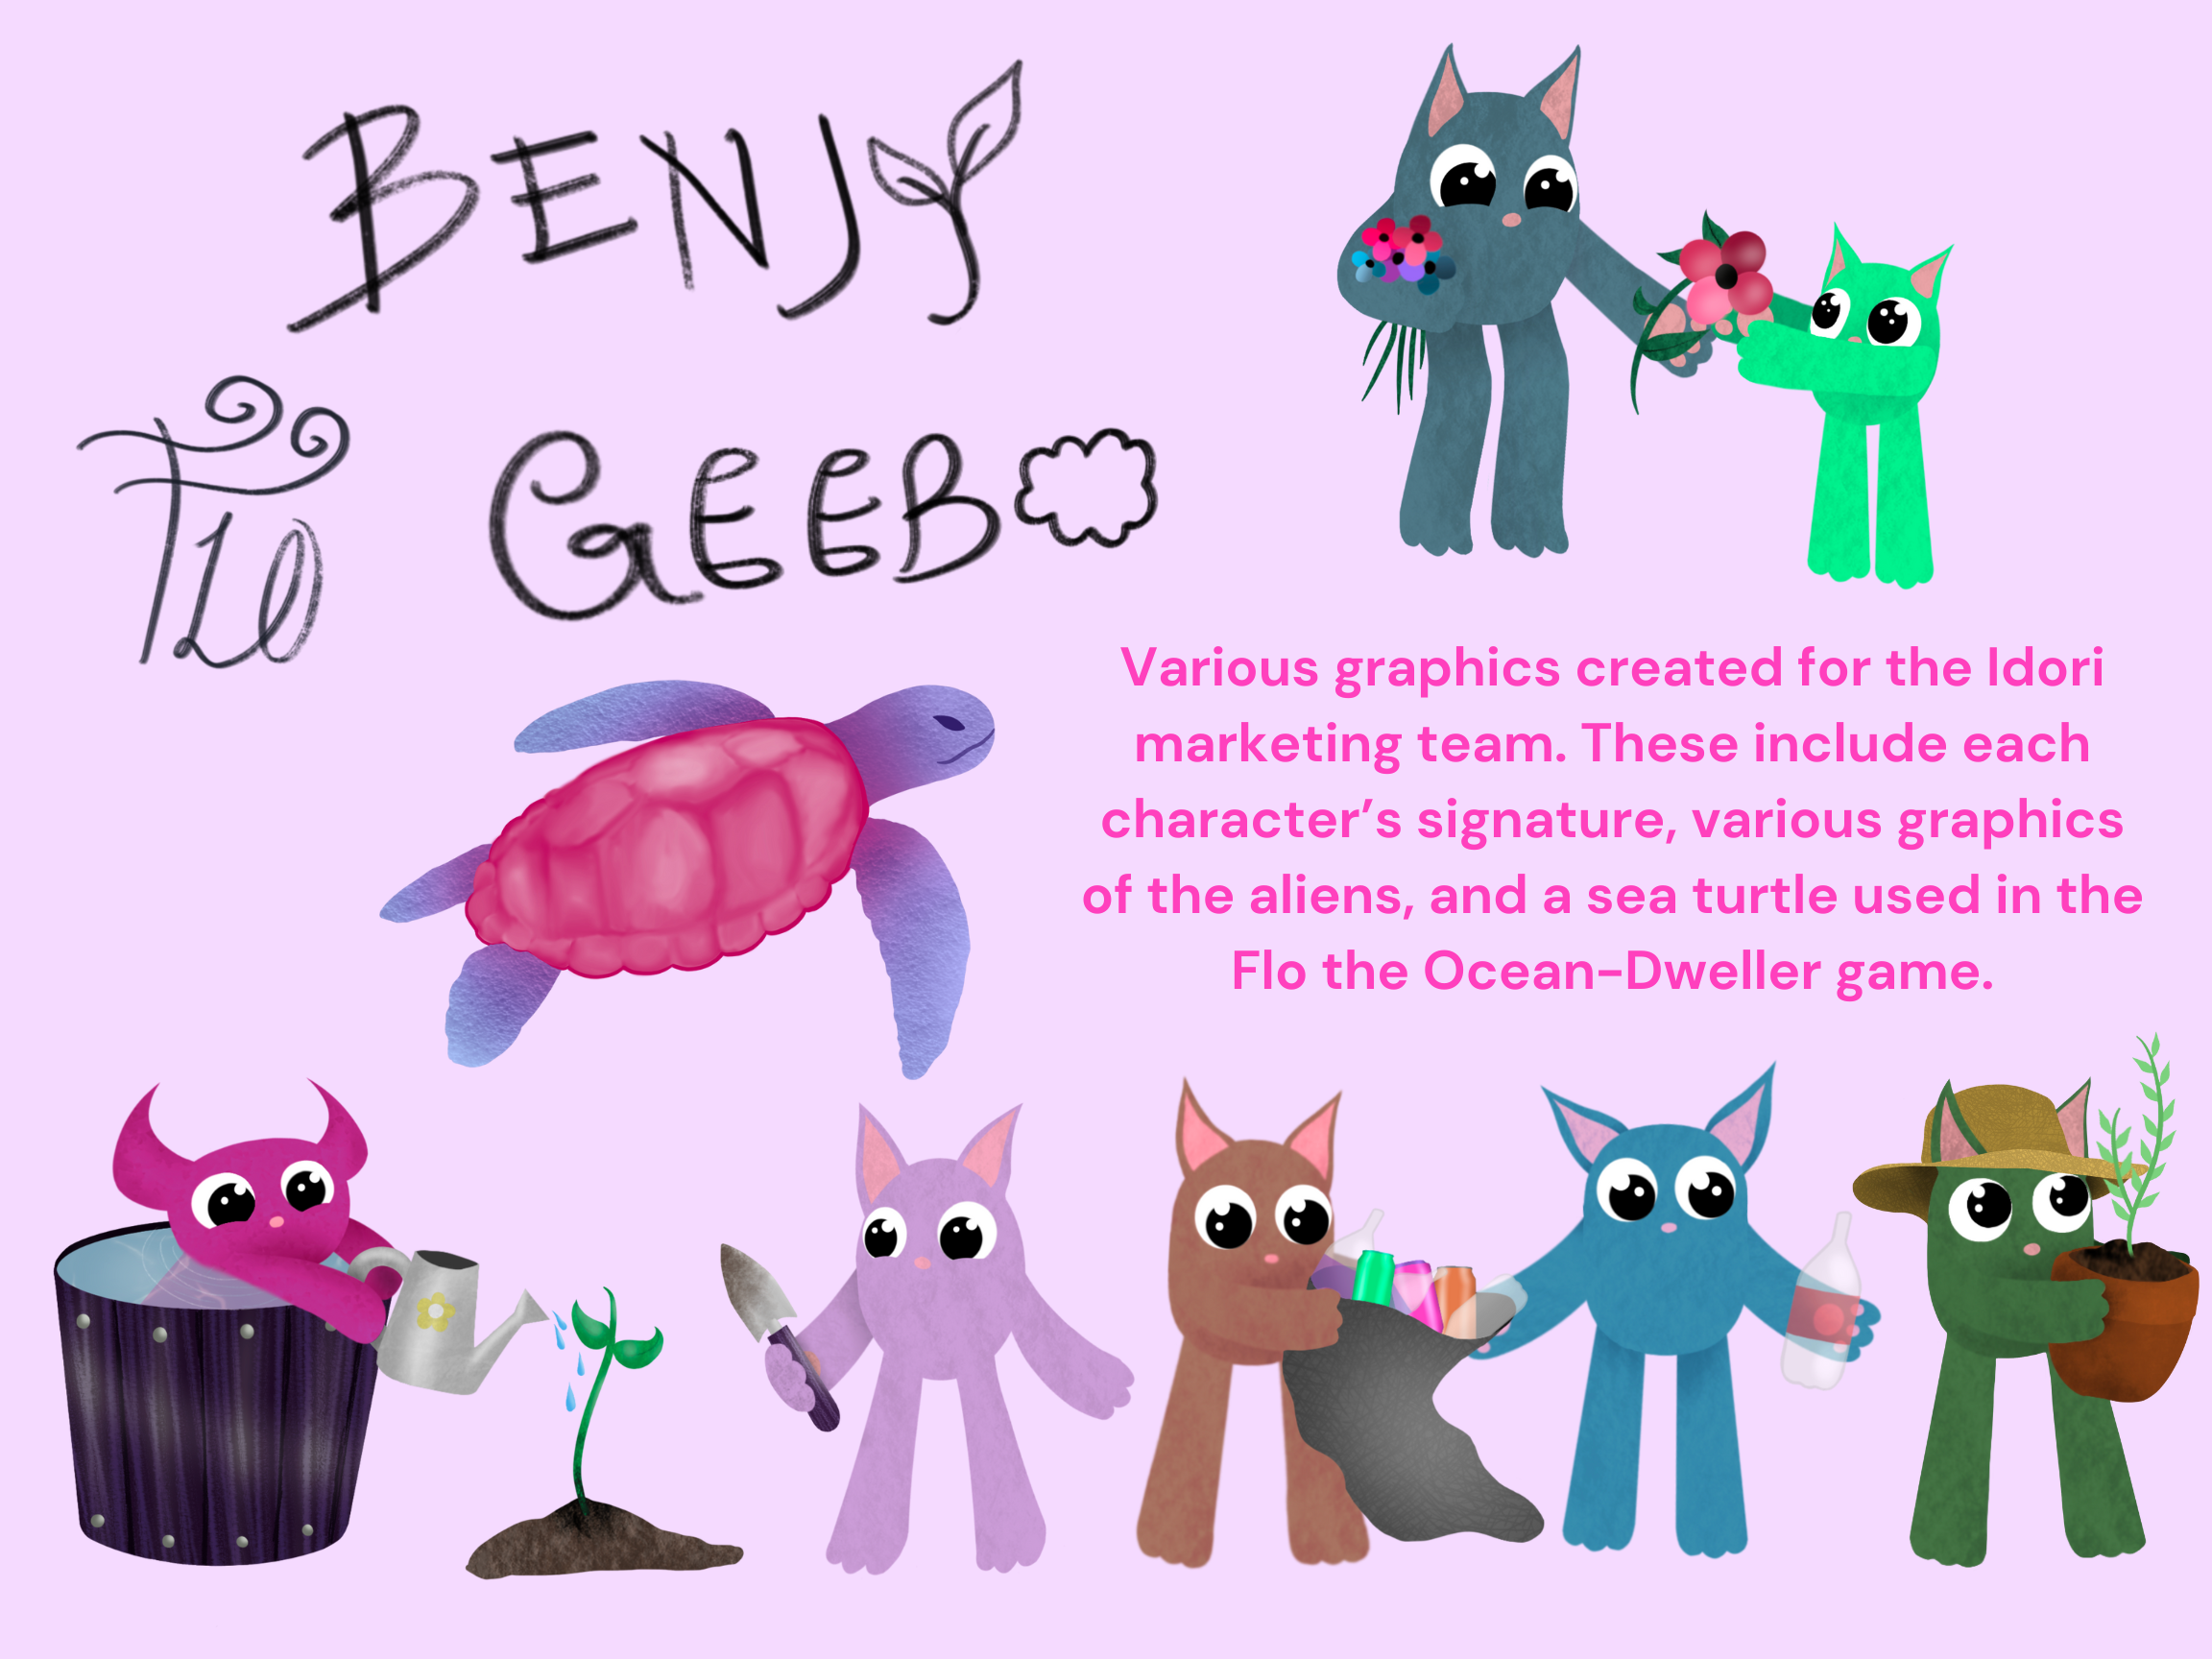 BENJY
FLO
GEEBO
Various graphics created for the Idori
marketing team. These include each
character’s signature, various graphics
of the aliens, and a sea turtle used in the
Flo the Ocean-Dweller game.